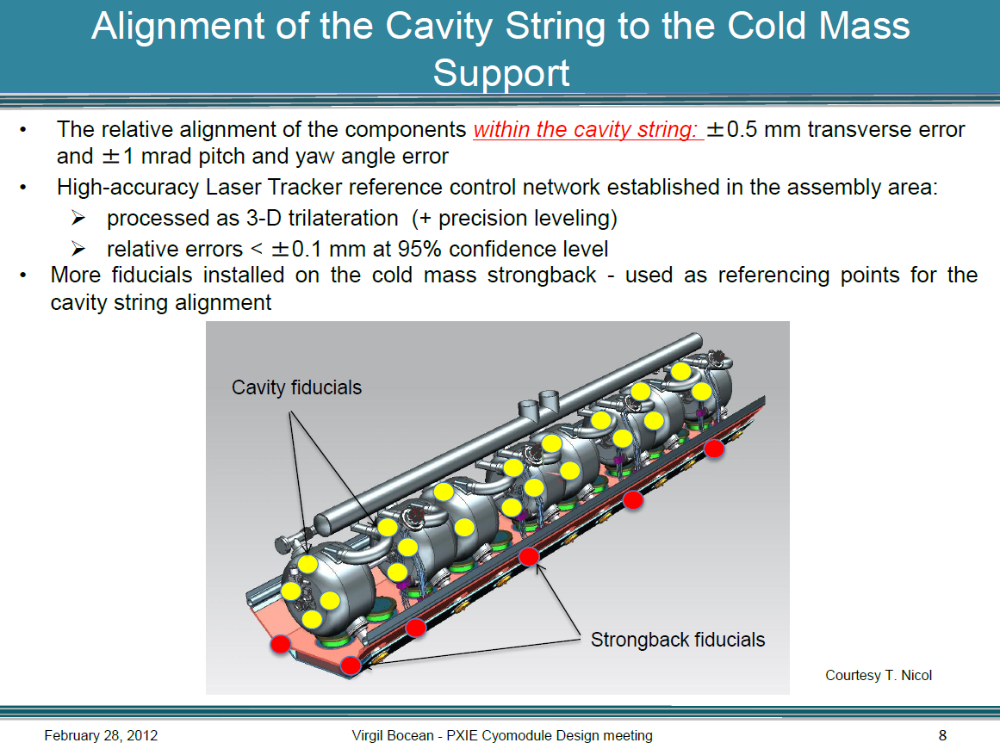 Alignment of the Cavity String to the Cold Mass
Support
• The relative alignment of the components within the cavity string: ±0.5 mm transverse error
and ±1 mrad pitch and yaw angle error
• High-accuracy Laser Tracker reference control network established in the assembly area:
➢ processed as 3-D trilateration (+ precision leveling)
➢ relative errors < ±0.1 mm at 95% confidence level
• More fiducials installed on the cold mass strongback - used as referencing points for the
cavity string alignment
Cavity fiducials
Strongback fiducials
Courtesy T. Nicol
February 28, 2012
Virgil Bocean - PXIE Cyomodule Design meeting
8